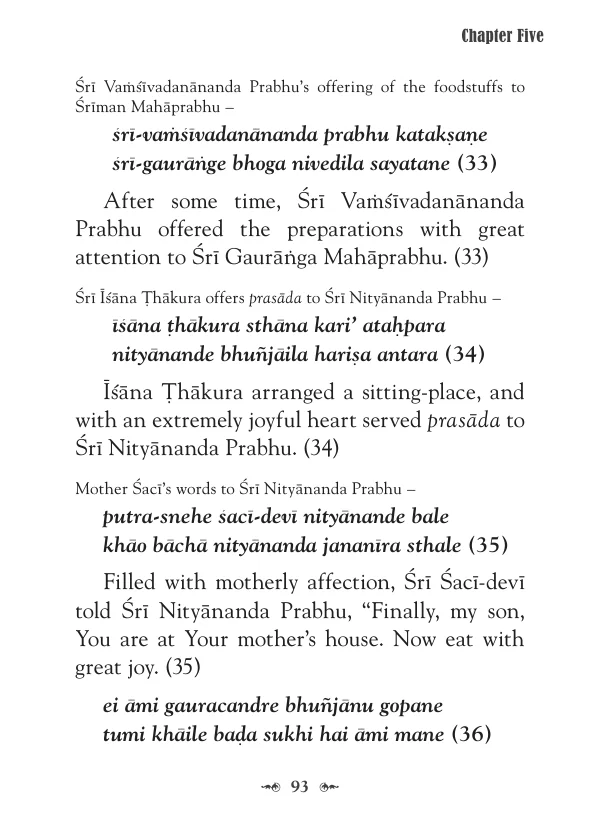 Chapter Five
Śrī Vaṁśīvadanānanda Prabhu’s offering of the foodstuffs to
Śrīman Mahāprabhu –
śrī-vaṁśīvadanānanda prabhu katakṣaṇe
śrī-gaurāṅge bhoga nivedila sayatane (33)
After some time, Śrī Vaṁśīvadanānanda
Prabhu offered the preparations with great
attention to Śrī Gaurāṅga Mahāprabhu. (33)
Śrī Īśāna Ṭhākura offers prasāda to Śrī Nityānanda Prabhu –
īśāna ṭhākura sthāna kari’ ataḥpara
nityānande bhuñjāila hariṣa antara (34)
Īśāna Ṭhākura arranged a sitting-place, and
with an extremely joyful heart served prasāda to
Śrī Nityānanda Prabhu. (34)
Mother Śacī’s words to Śrī Nityānanda Prabhu –
putra-snehe śacī-devī nityānande bale
khāo bāchā nityānanda jananīra sthale (35)
Filled with motherly affection, Śrī Śacī-devī
told Śrī Nityānanda Prabhu, “Finally, my son,
You are at Your mother’s house. Now eat with
great joy. (35)
ei āmi gauracandre bhuñjānu gopane
tumi khāile baḍa sukhi hai āmi mane (36)
93